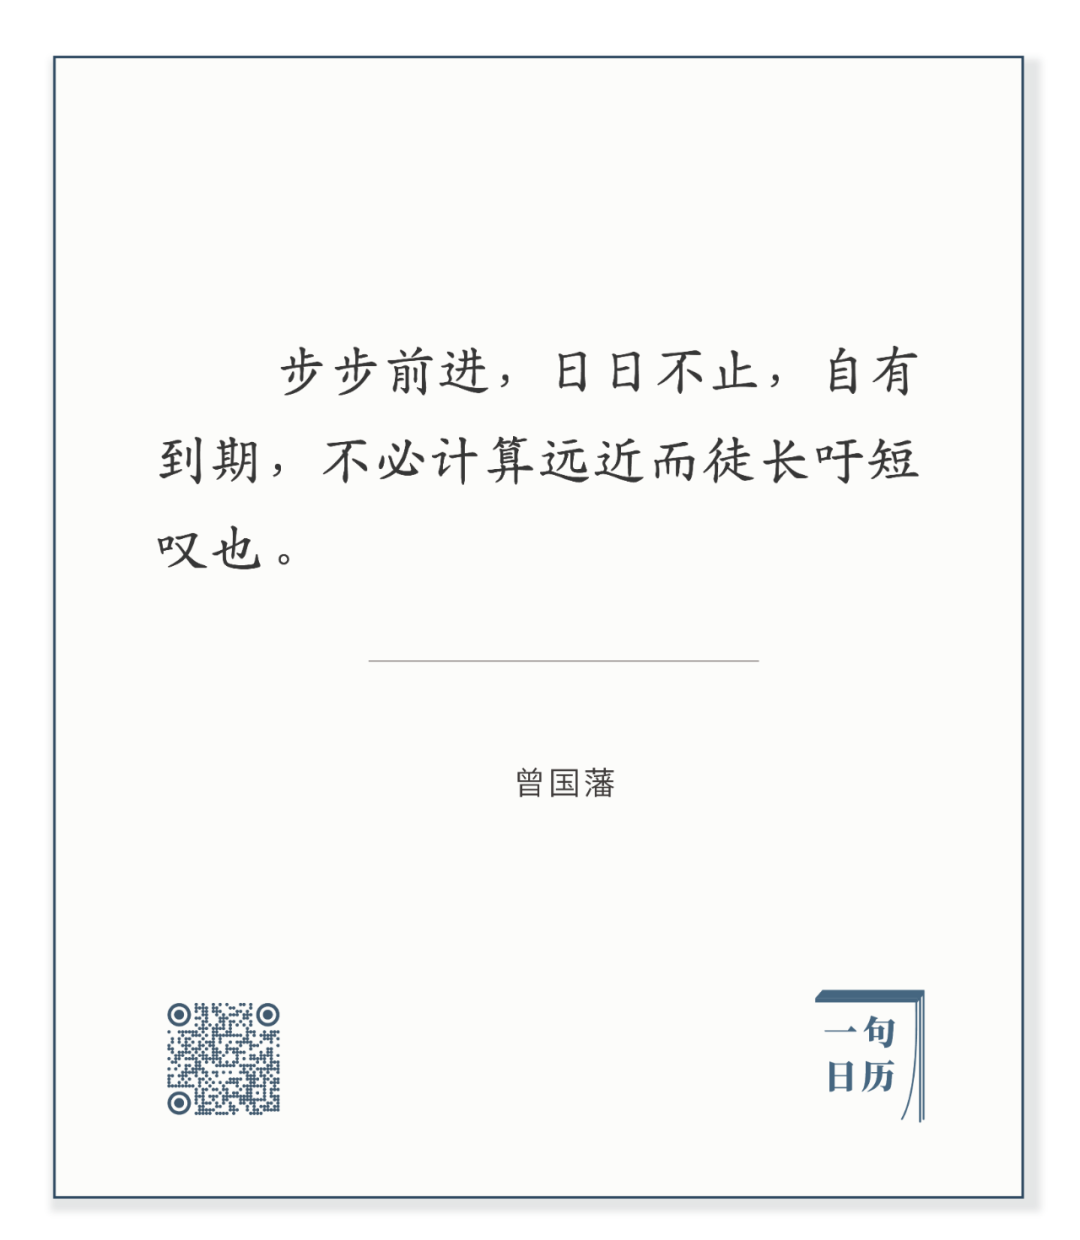 步步前进，日日不止，自有
到期，不必计算远近而徒长吁短
叹也。
曾国藩
一句
日历